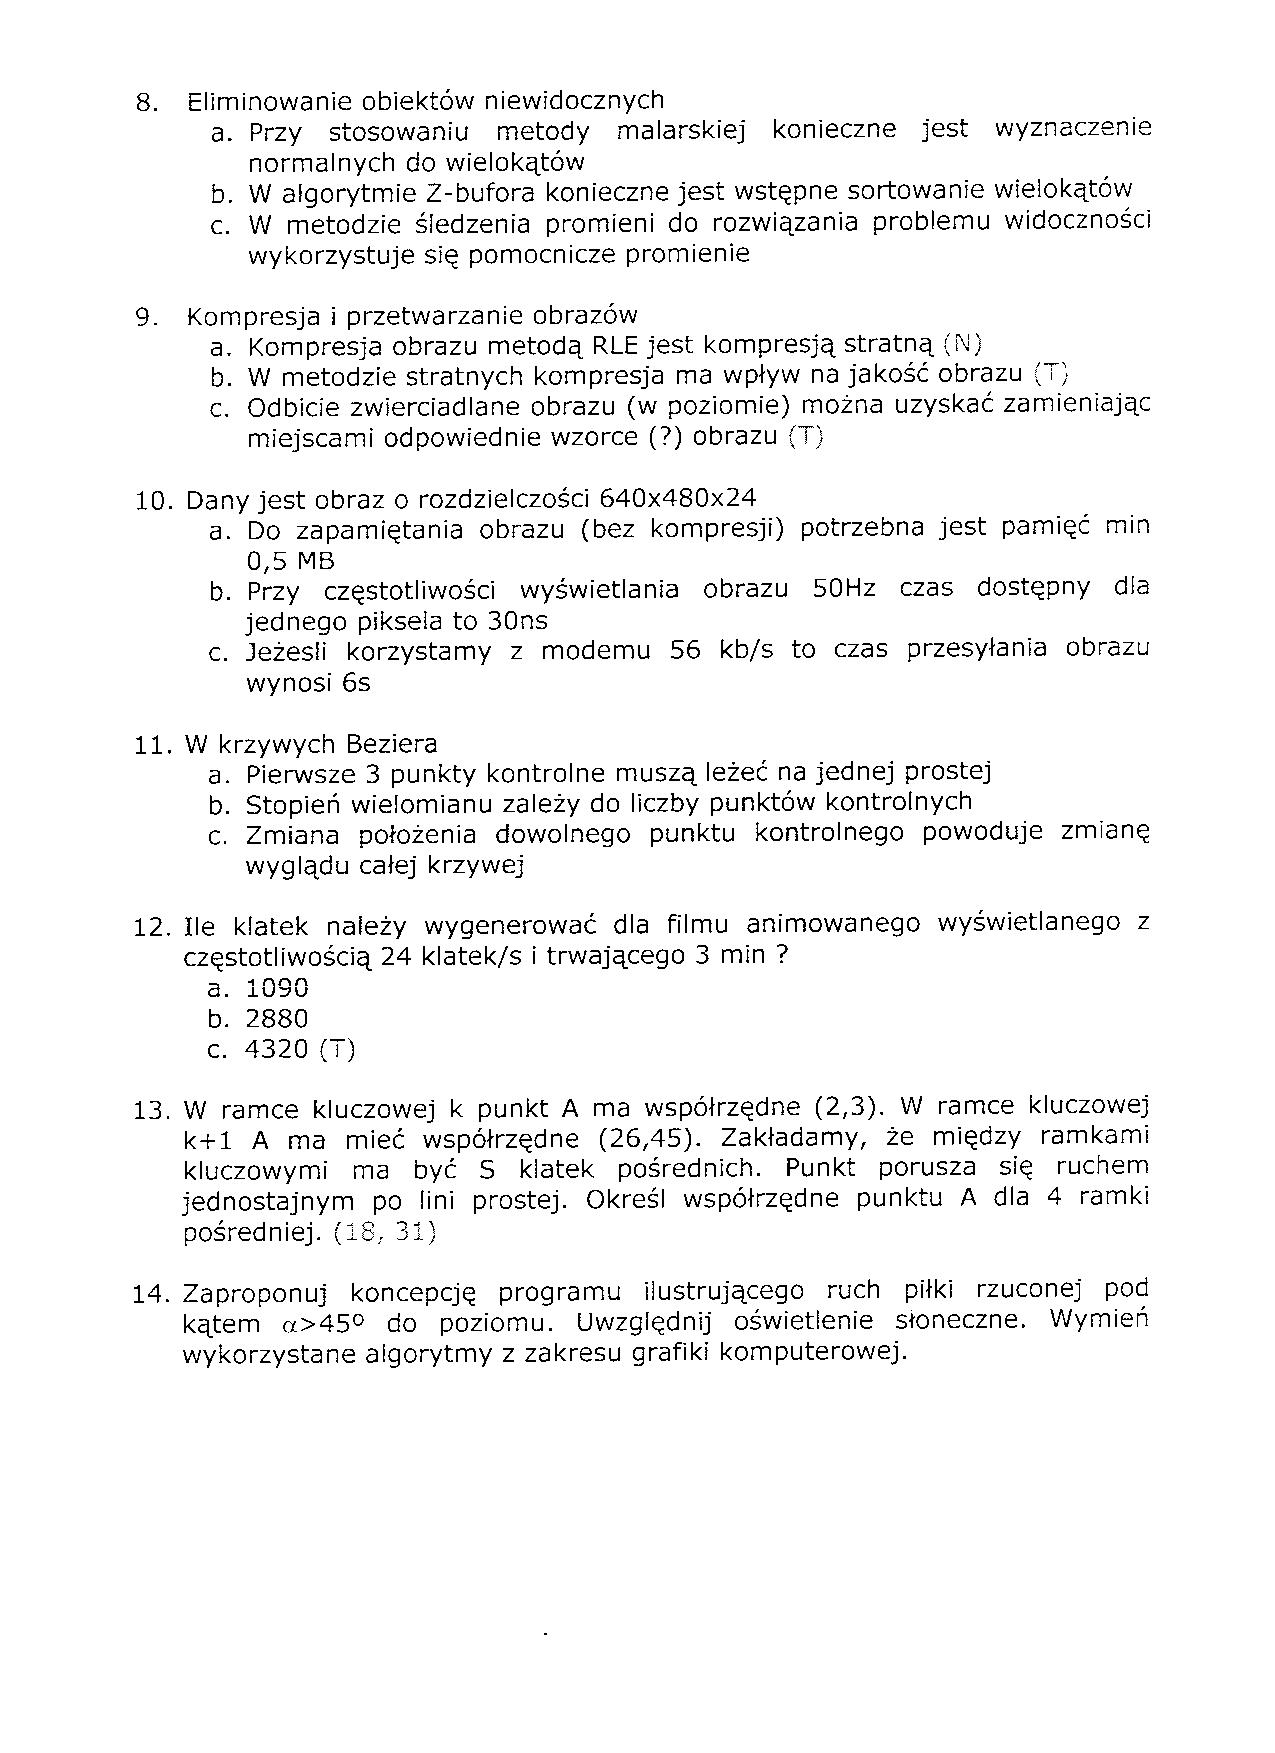 8. Eliminowanie obiektów niewidocznych
a. Przy stosowaniu metody malarskiej konieczne jest wyznaczenie
normalnych do wielokątów
b. W algorytmie Z-bufora konieczne jest wstępne sortowanie wielokątów
c. W metodzie śledzenia promieni do rozwiązania problemu widoczności
wykorzystuje się pomocnicze promienie
9. Kompresja i przetwarzanie obrazów
a. Kompresja obrazu metodą RLE jest kompresją stratną (N)
b. W metodzie stratnych kompresja ma wpływ na jakość obrazu (T)
c. Odbicie zwierciadlane obrazu (w poziomie) można uzyskać zamieniając
miejscami odpowiednie wzorce (?) obrazu (T)
10. Dany jest obraz o rozdzielczości 640x480x24
a. Do zapamiętania obrazu (bez kompresji) potrzebna jest pamięć min
0,5 MB
b. Przy częstotliwości wyświetlania obrazu 50Hz czas dostępny dla
jednego piksela to 30ns
c. Jeżesli korzystamy z modemu 56 kb/s to czas przesyłania obrazu
wynosi 6s
11. W krzywych Beziera
a. Pierwsze 3 punkty kontrolne muszą leżeć na jednej prostej
b. Stopień wielomianu zależy do liczby punktów kontrolnych
c. Zmiana położenia dowolnego punktu kontrolnego powoduje zmianę
wyglądu całej krzywej
12. Ile klatek należy wygenerować dla filmu animowanego wyświetlanego z
częstotliwością 24 klatek/s i trwającego 3 min ?
a. 1090
b. 2880
c. 4320 (T)
13. W ramce kluczowej k punkt A ma współrzędne (2,3). W ramce kluczowej
k+1 A ma mieć współrzędne (26,45). Zakładamy, że między ramkami
kluczowymi ma być S klatek pośrednich. Punkt porusza się ruchem
jednostajnym po lini prostej. Określ współrzędne punktu A dla 4 ramki
pośredniej. (18, 31)
14. Zaproponuj koncepcję programu ilustrującego ruch piłki rzuconej pod
kątem α>45º do poziomu. Uwzględnij oświetlenie słoneczne. Wymień
wykorzystane algorytmy z zakresu grafiki komputerowej.